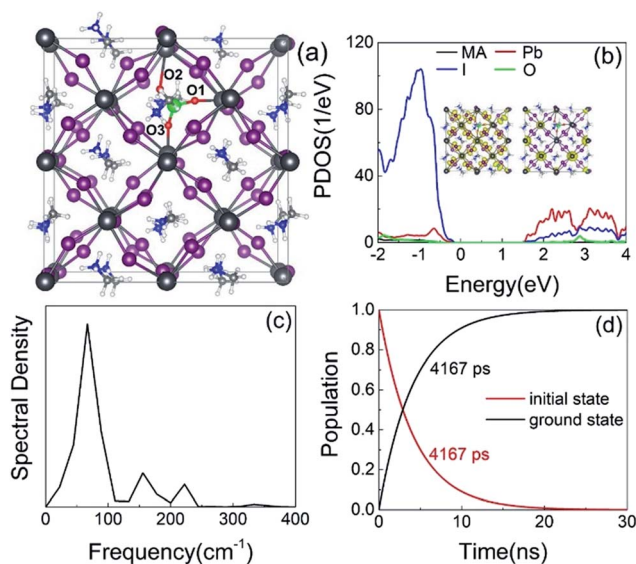 (a)
O2
O1
O3
(b)
MA
Pb
I
O
PDOS(1/eV)
120
80
40
0
-2
-1
0
1
2
3
4
Energy(eV)
(c)
Spectral Density
0
100
200
300
400
Frequency(cm-1)
(d)
Population
1.0
0.8
0.6
0.4
0.2
0.0
4167 ps
initial state
ground state
4167 ps
0
10
20
30
Time(ns)